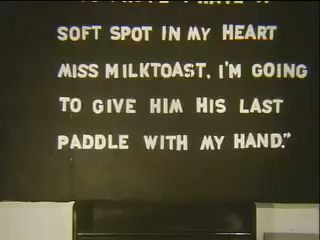 SOFT SPOT IN MY HEART
MISS MILKTOAST, I'M GOING
TO GIVE HIM HIS LAST
PADDLE WITH MY HAND."